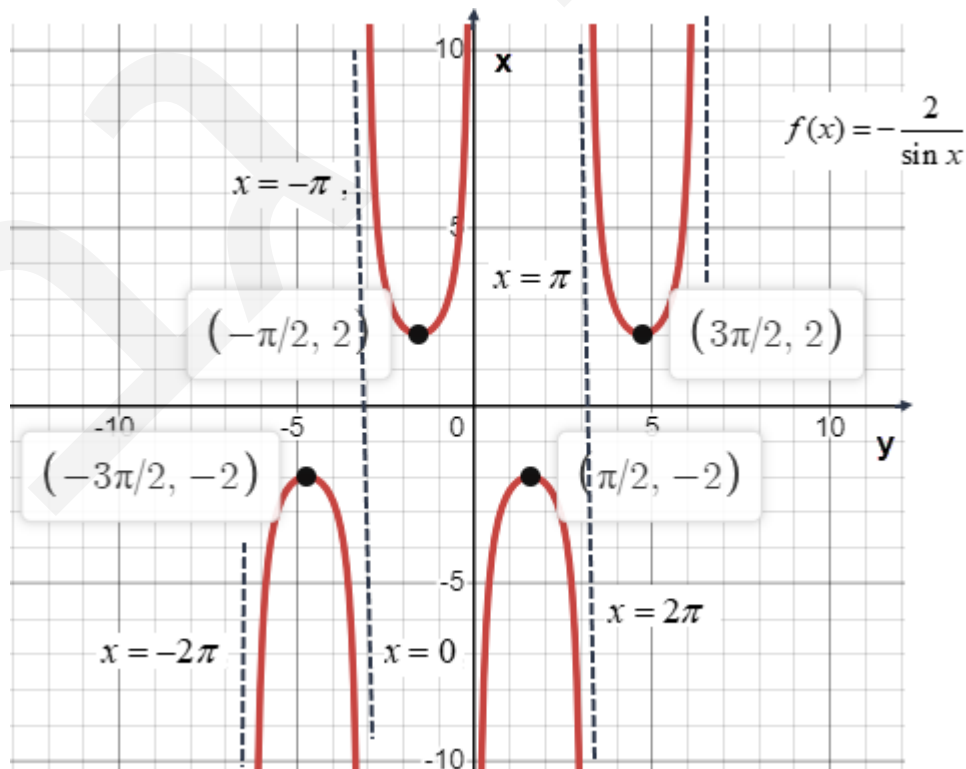 10
x
f(x) = -\frac{2}{\sin x}
x = -π ,
5
x = π
(-π/2, 2)
(3π/2, 2)
-10 -5 0 5 10
y
(-3π/2, -2)
(π/2, -2)
-5
x = 2π
x = -2π
x = 0
-10